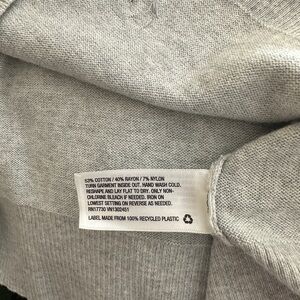 53% COTTON / 40% RAYON / 7% NYLON
TURN GARMENT INSIDE OUT. HAND WASH COLD.
RESHAPE AND LAY FLAT TO DRY. ONLY NON-
CHLORINE BLEACH IF NEEDED. IRON ON
LOWEST SETTING ON REVERSE AS NEEDED.
RN17730 VN1302451
LABEL MADE FROM 100% RECYCLED PLASTIC